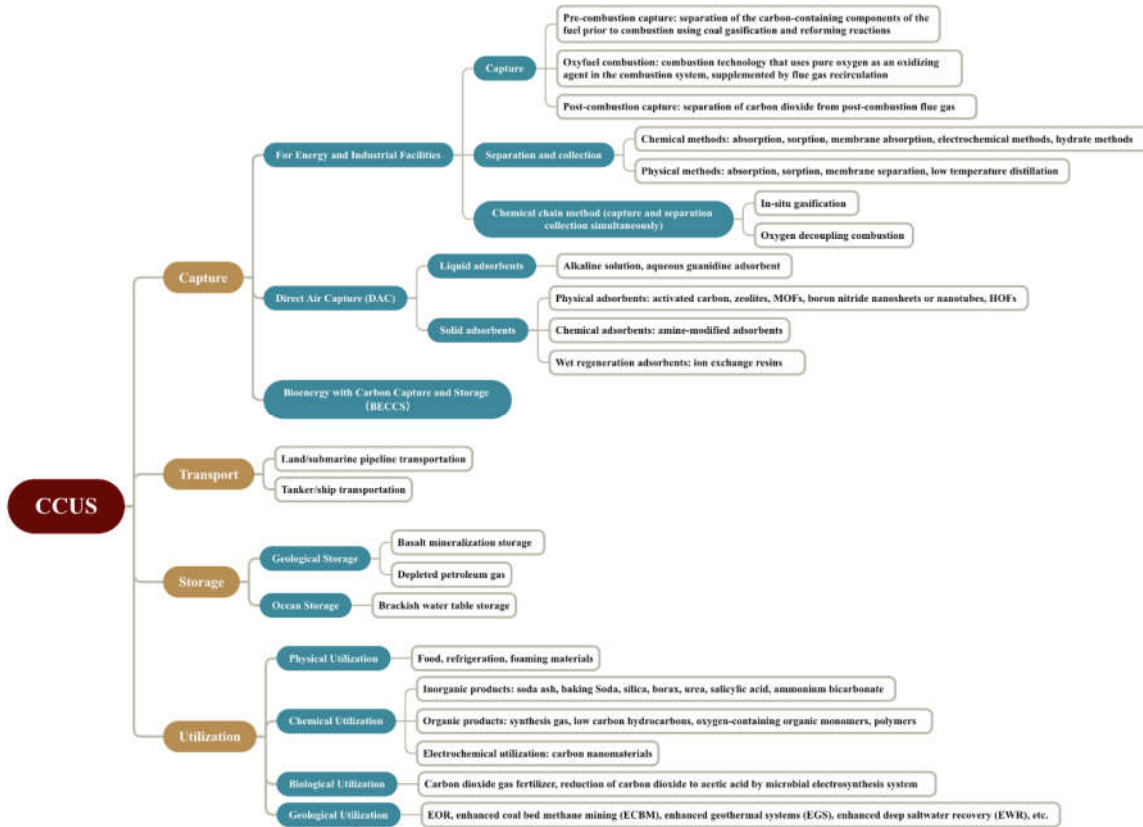 Pre-combustion capture: separation of the carbon-containing components of the
fuel prior to combustion using coal gasification and reforming reactions
Capture
Oxyfuel combustion: combustion technology that uses pure oxygen as an oxidizing
agent in the combustion system, supplemented by flue gas recirculation
Post-combustion capture: separation of carbon dioxide from post-combustion flue gas
For Energy and Industrial Facilities
Separation and collection
Chemical methods: absorption, sorption, membrane absorption, electrochemical methods, hydrate methods
Physical methods: absorption, sorption, membrane separation, low temperature distillation
Chemical chain method (capture and separation
collection simultaneously)
In-situ gasification
Oxygen decoupling combustion
Capture
Direct Air Capture (DAC)
Liquid adsorbents
Alkaline solution, aqueous guanidine adsorbent
Solid adsorbents
Physical adsorbents: activated carbon, zeolites, MOFs, boron nitride nanosheets or nanotubes, HOFs
Chemical adsorbents: amine-modified adsorbents
Wet regeneration adsorbents: ion exchange resins
Bioenergy with Carbon Capture and Storage
(BECCS)
CCUS
Transport
Land/submarine pipeline transportation
Tanker/ship transportation
Storage
Geological Storage
Basalt mineralization storage
Depleted petroleum gas
Ocean Storage
Brackish water table storage
Utilization
Physical Utilization
Food, refrigeration, foaming materials
Chemical Utilization
Inorganic products: soda ash, baking Soda, silica, borax, urea, salicylic acid, ammonium bicarbonate
Organic products: synthesis gas, low carbon hydrocarbons, oxygen-containing organic monomers, polymers
Electrochemical utilization: carbon nanomaterials
Biological Utilization
Carbon dioxide gas fertilizer, reduction of carbon dioxide to acetic acid by microbial electrosynthesis system
Geological Utilization
EOR, enhanced coal bed methane mining (ECBM), enhanced geothermal systems (EGS), enhanced deep saltwater recovery (EWR), etc.